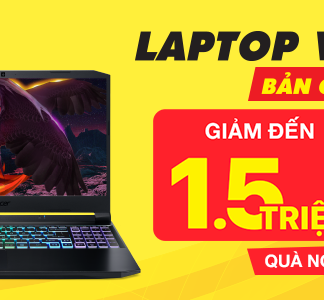 LAPTOP V
BẢN C
GIẢM ĐẾN
1.5 TRIỆ
QUÀ NG